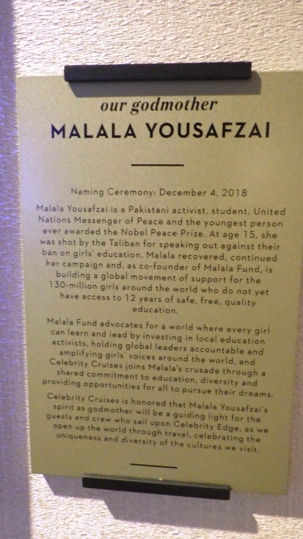 our godmother
MALALA YOUSAFZAI
Naming Ceremony: December 4, 2018
Malala Yousafzai is a Pakistani activist, student, United
Nations Messenger of Peace and the youngest person
ever awarded the Nobel Peace Prize. At age 15, she
was shot by the Taliban for speaking out against their
ban on girls' education. Malala recovered, continued
her campaign and, as co-founder of Malala Fund, is
building a global movement of support for the
130-million girls around the world who do not yet
have access to 12 years of safe, free, quality
education.
Malala Fund advocates for a world where every girl
can learn and lead by investing in local education
activists, holding global leaders accountable and
amplifying girls' voices around the world, and
Celebrity Cruises joins Malala's crusade through a
shared commitment to education, diversity and
providing opportunities for all to pursue their dreams.
Celebrity Cruises is honored that Malala Yousafzai's
spirit as godmother will be a guiding light for the
guests and crew who sail upon Celebrity Edge, as we
open up the world through travel, celebrating the
uniqueness and diversity of the cultures we visit.